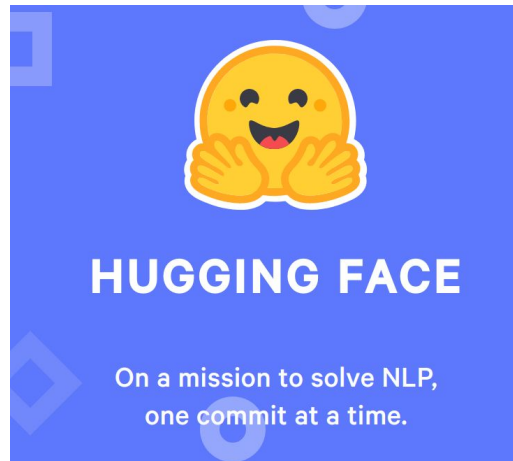 HUGGING FACE
On a mission to solve NLP,
one commit at a time.